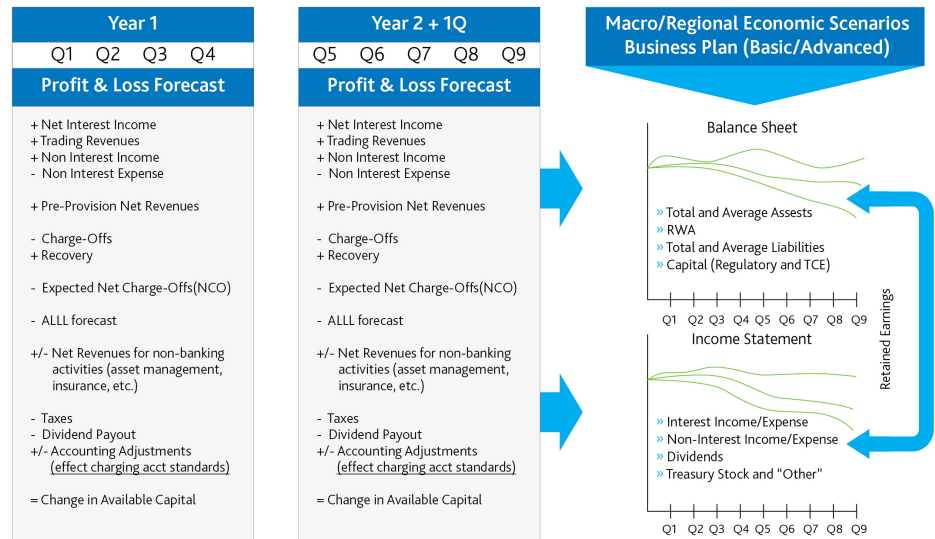 Year 1
Q1 Q2 Q3 Q4
Profit & Loss Forecast
+ Net Interest Income
+ Trading Revenues
+ Non Interest Income
- Non Interest Expense
+ Pre-Provision Net Revenues
- Charge-Offs
+ Recovery
- Expected Net Charge-Offs(NCO)
- ALLL forecast
+/- Net Revenues for non-banking
activities (asset management,
insurance, etc.)
- Taxes
- Dividend Payout
+/- Accounting Adjustments
(effect charging acct standards)
= Change in Available Capital
Year 2 + 1Q
Q5 Q6 Q7 Q8 Q9
Profit & Loss Forecast
+ Net Interest Income
+ Trading Revenues
+ Non Interest Income
- Non Interest Expense
+ Pre-Provision Net Revenues
- Charge-Offs
+ Recovery
- Expected Net Charge-Offs(NCO)
- ALLL forecast
+/- Net Revenues for non-banking
activities (asset management,
insurance, etc.)
- Taxes
- Dividend Payout
+/- Accounting Adjustments
(effect charging acct standards)
= Change in Available Capital
Macro/Regional Economic Scenarios
Business Plan (Basic/Advanced)
Balance Sheet
» Total and Average Assests
» RWA
» Total and Average Liabilities
» Capital (Regulatory and TCE)
Q1 Q2 Q3 Q4 Q5 Q6 Q7 Q8 Q9
Income Statement
» Interest Income/Expense
» Non-Interest Income/Expense
» Dividends
» Treasury Stock and “Other”
Q1 Q2 Q3 Q4 Q5 Q6 Q7 Q8 Q9
Retained Earnings